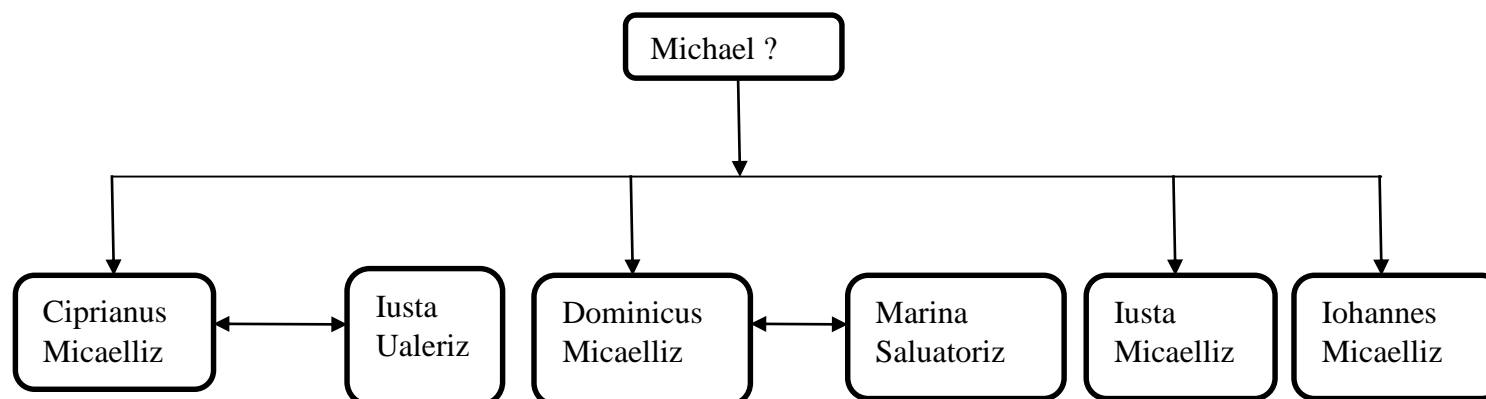 Michael ?
Ciprianus
Micaelliz
Iusta
Ualeriz
Dominicus
Micaelliz
Marina
Saluatoriz
Iusta
Micaelliz
Iohannes
Micaelliz